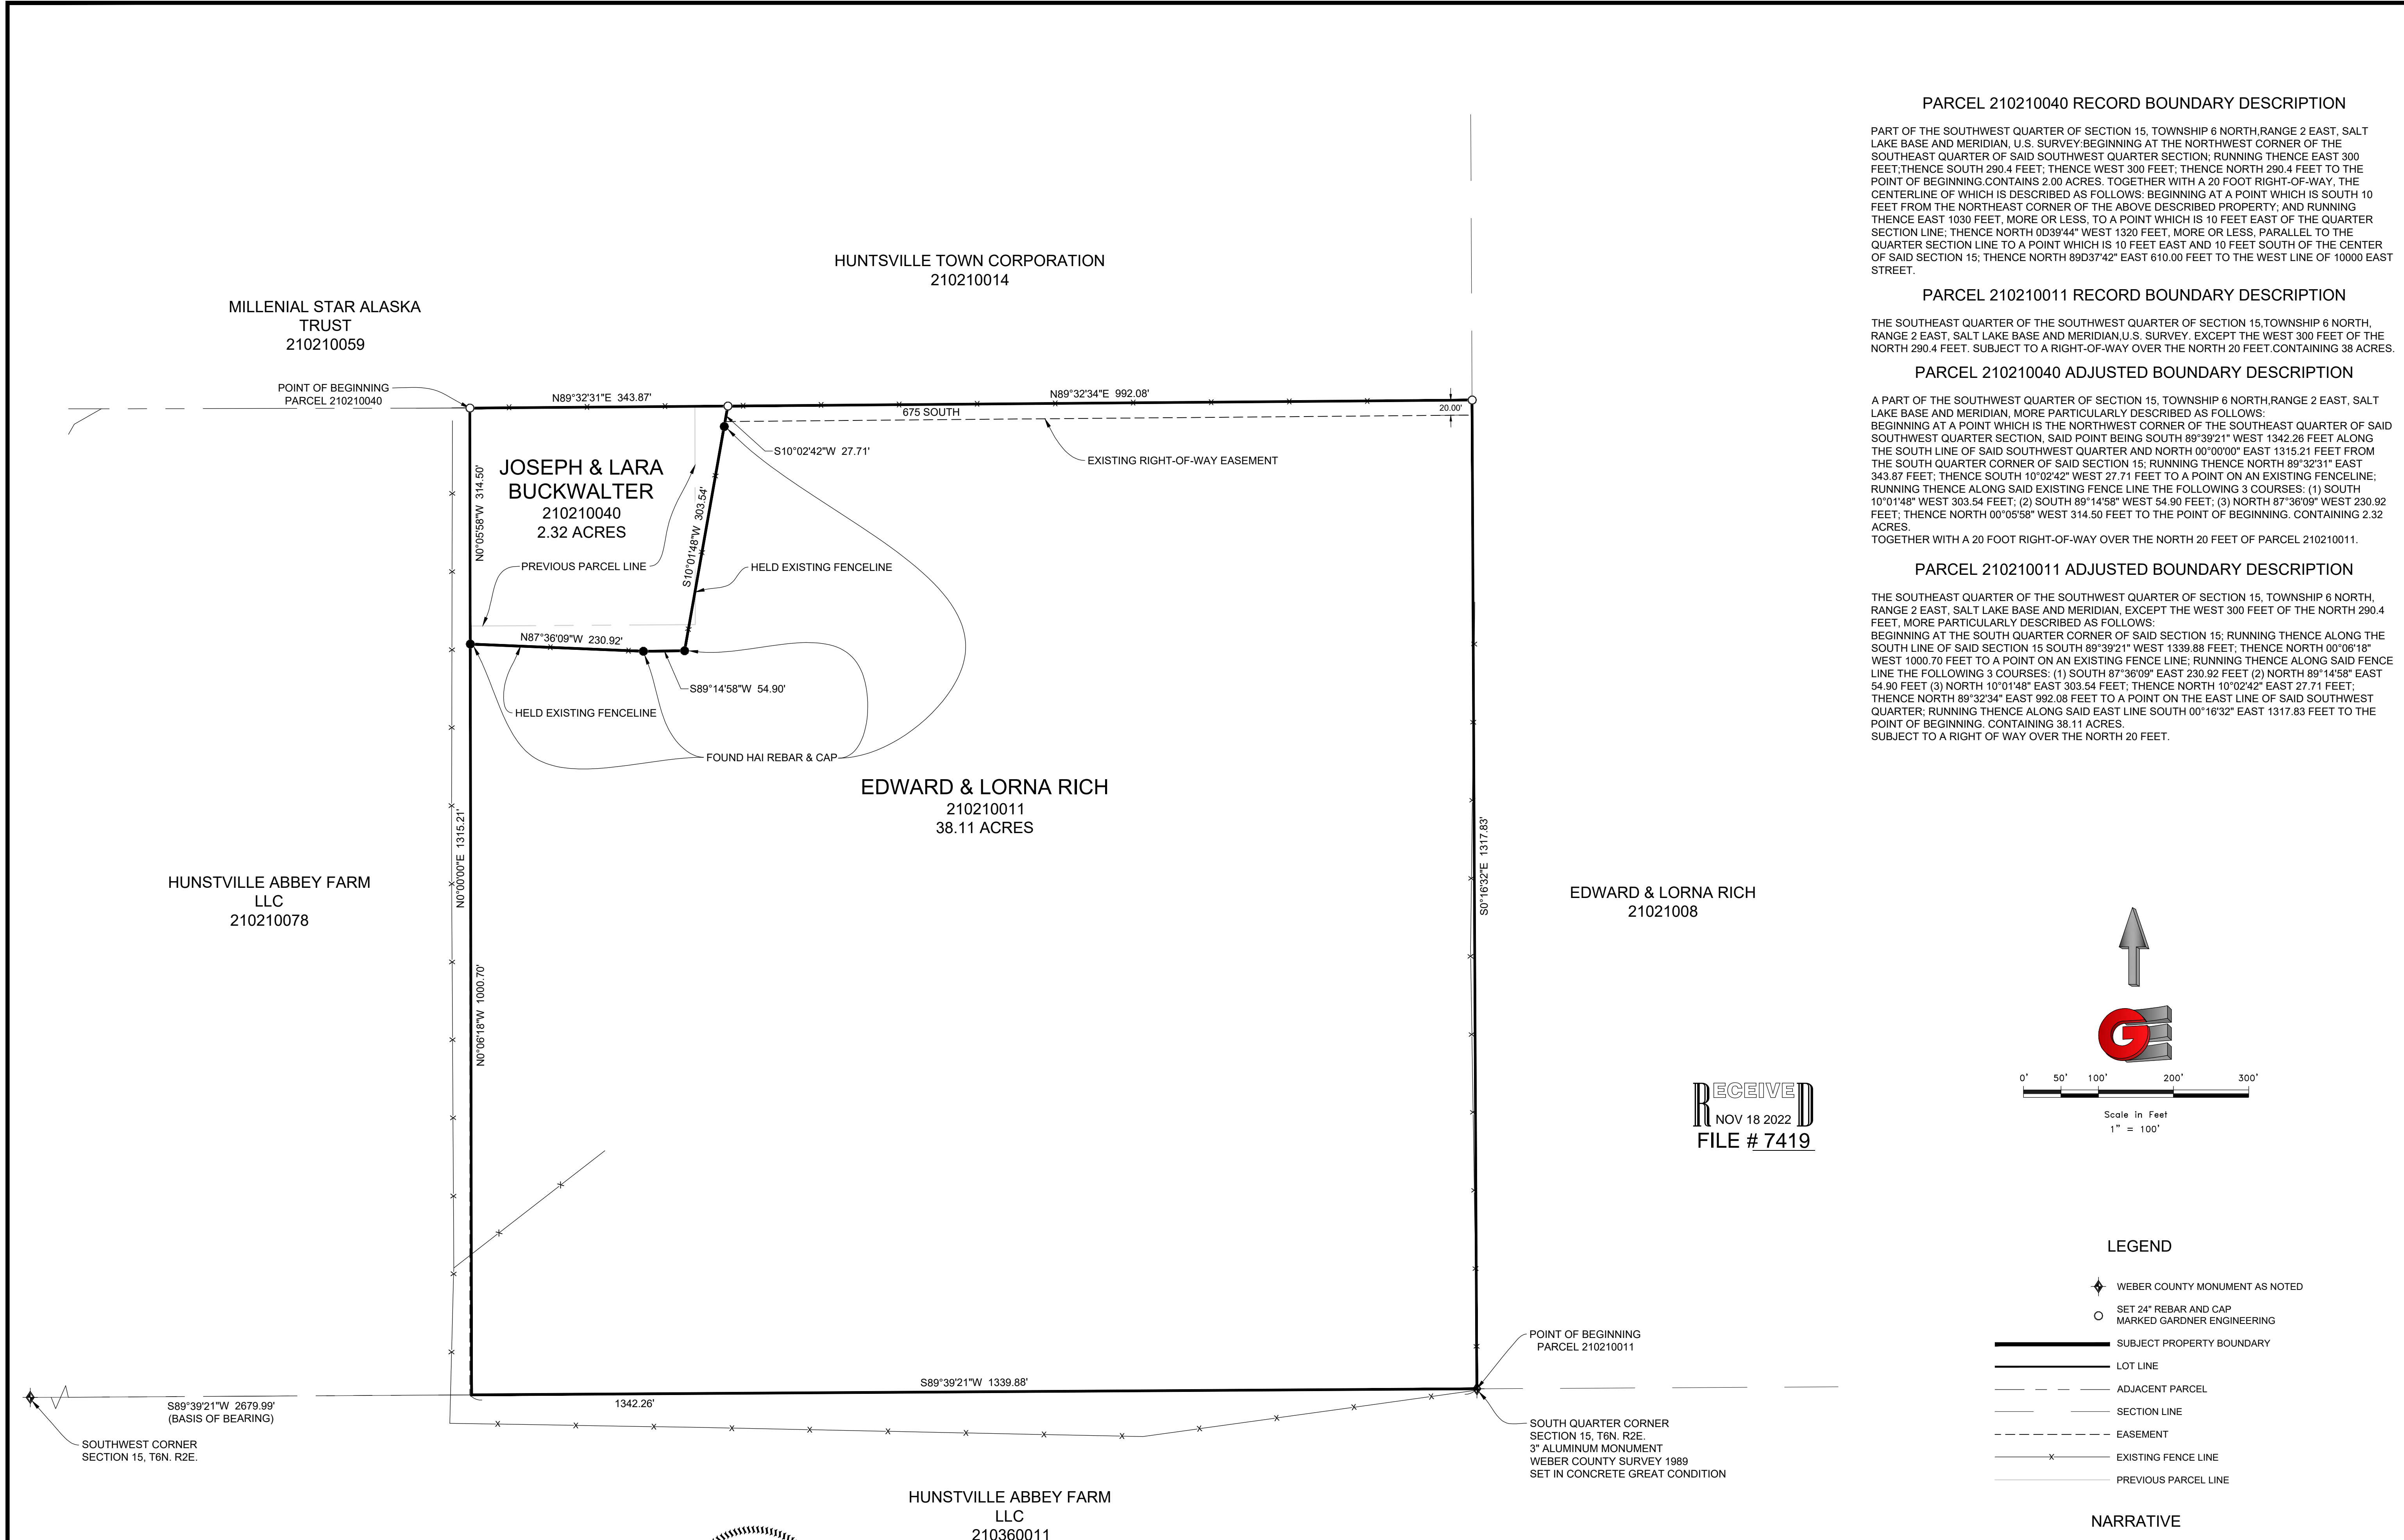 PARCEL 210210040 RECORD BOUNDARY DESCRIPTION
PART OF THE SOUTHWEST QUARTER OF SECTION 15, TOWNSHIP 6 NORTH,RANGE 2 EAST, SALT
LAKE BASE AND MERIDIAN, U.S. SURVEY:BEGINNING AT THE NORTHWEST CORNER OF THE
SOUTHEAST QUARTER OF SAID SOUTHWEST QUARTER SECTION; RUNNING THENCE EAST 300
FEET;THENCE SOUTH 290.4 FEET; THENCE WEST 300 FEET; THENCE NORTH 290.4 FEET TO THE
POINT OF BEGINNING.CONTAINS 2.00 ACRES. TOGETHER WITH A 20 FOOT RIGHT-OF-WAY, THE
CENTERLINE OF WHICH IS DESCRIBED AS FOLLOWS: BEGINNING AT A POINT WHICH IS SOUTH 10
FEET FROM THE NORTHEAST CORNER OF THE ABOVE DESCRIBED PROPERTY; AND RUNNING
THENCE EAST 1030 FEET, MORE OR LESS, TO A POINT WHICH IS 10 FEET EAST OF THE QUARTER
SECTION LINE; THENCE NORTH 0D39'44" WEST 1320 FEET, MORE OR LESS, PARALLEL TO THE
QUARTER SECTION LINE TO A POINT WHICH IS 10 FEET EAST AND 10 FEET SOUTH OF THE CENTER
OF SAID SECTION 15; THENCE NORTH 89D37'42" EAST 610.00 FEET TO THE WEST LINE OF 10000 EAST
STREET.
PARCEL 210210011 RECORD BOUNDARY DESCRIPTION
THE SOUTHEAST QUARTER OF THE SOUTHWEST QUARTER OF SECTION 15,TOWNSHIP 6 NORTH,
RANGE 2 EAST, SALT LAKE BASE AND MERIDIAN,U.S. SURVEY. EXCEPT THE WEST 300 FEET OF THE
NORTH 290.4 FEET. SUBJECT TO A RIGHT-OF-WAY OVER THE NORTH 20 FEET.CONTAINING 38 ACRES.
PARCEL 210210040 ADJUSTED BOUNDARY DESCRIPTION
A PART OF THE SOUTHWEST QUARTER OF SECTION 15, TOWNSHIP 6 NORTH,RANGE 2 EAST, SALT
LAKE BASE AND MERIDIAN, MORE PARTICULARLY DESCRIBED AS FOLLOWS:
BEGINNING AT A POINT WHICH IS THE NORTHWEST CORNER OF THE SOUTHEAST QUARTER OF SAID
SOUTHWEST QUARTER SECTION, SAID POINT BEING SOUTH 89°39'21" WEST 1342.26 FEET ALONG
THE SOUTH LINE OF SAID SOUTHWEST QUARTER AND NORTH 00°00'00" EAST 1315.21 FEET FROM
THE SOUTH QUARTER CORNER OF SAID SECTION 15; RUNNING THENCE NORTH 89°32'31" EAST
343.87 FEET; THENCE SOUTH 10°02'42" WEST 27.71 FEET TO A POINT ON AN EXISTING FENCELINE;
RUNNING THENCE ALONG SAID EXISTING FENCE LINE THE FOLLOWING 3 COURSES: (1) SOUTH
10°01'48" WEST 303.54 FEET; (2) SOUTH 89°14'58" WEST 54.90 FEET; (3) NORTH 87°36'09" WEST 230.92
FEET; THENCE NORTH 00°05'58" WEST 314.50 FEET TO THE POINT OF BEGINNING. CONTAINING 2.32
ACRES.
TOGETHER WITH A 20 FOOT RIGHT-OF-WAY OVER THE NORTH 20 FEET OF PARCEL 210210011.
PARCEL 210210011 ADJUSTED BOUNDARY DESCRIPTION
THE SOUTHEAST QUARTER OF THE SOUTHWEST QUARTER OF SECTION 15, TOWNSHIP 6 NORTH,
RANGE 2 EAST, SALT LAKE BASE AND MERIDIAN, EXCEPT THE WEST 300 FEET OF THE NORTH 290.4
FEET, MORE PARTICULARLY DESCRIBED AS FOLLOWS:
BEGINNING AT THE SOUTH QUARTER CORNER OF SAID SECTION 15; RUNNING THENCE ALONG THE
SOUTH LINE OF SAID SECTION 15 SOUTH 89°39'21" WEST 1339.88 FEET; THENCE NORTH 00°06'18"
WEST 1000.70 FEET TO A POINT ON AN EXISTING FENCE LINE; RUNNING THENCE ALONG SAID FENCE
LINE THE FOLLOWING 3 COURSES: (1) SOUTH 87°36'09" EAST 230.92 FEET (2) NORTH 89°14'58" EAST
54.90 FEET (3) NORTH 10°01'48" EAST 303.54 FEET; THENCE NORTH 10°02'42" EAST 27.71 FEET;
THENCE NORTH 89°32'34" EAST 992.08 FEET TO A POINT ON THE EAST LINE OF SAID SOUTHWEST
QUARTER; RUNNING THENCE ALONG SAID EAST LINE SOUTH 00°16'32" EAST 1317.83 FEET TO THE
POINT OF BEGINNING. CONTAINING 38.11 ACRES.
SUBJECT TO A RIGHT OF WAY OVER THE NORTH 20 FEET.
HUNTSVILLE TOWN CORPORATION
210210014
MILLENIAL STAR ALASKA
TRUST
210210059
POINT OF BEGINNING
PARCEL 210210040
N89°32'31"E 343.87'
N89°32'34"E 992.08'
675 SOUTH
20.00'
S10°02'42"W 27.71'
EXISTING RIGHT-OF-WAY EASEMENT
JOSEPH & LARA
BUCKWALTER
210210040
2.32 ACRES
N0°05'58"W 314.50'
S10°01'48"W 303.54'
PREVIOUS PARCEL LINE
HELD EXISTING FENCELINE
N87°36'09"W 230.92'
S89°14'58"W 54.90'
HELD EXISTING FENCELINE
FOUND HAI REBAR & CAP
EDWARD & LORNA RICH
210210011
38.11 ACRES
N0°00'00"E 1315.21'
N0°06'18"W 1000.70'
S0°16'32"E 1317.83'
HUNSTVILLE ABBEY FARM
LLC
210210078
EDWARD & LORNA RICH
21021008
GE
0' 50' 100' 200' 300'
Scale in Feet
1" = 100'
RECEIVED
NOV 18 2022
FILE # 7419
POINT OF BEGINNING
PARCEL 210210011
S89°39'21"W 1339.88'
1342.26'
S89°39'21"W 2679.99'
(BASIS OF BEARING)
SOUTHWEST CORNER
SECTION 15, T6N. R2E.
SOUTH QUARTER CORNER
SECTION 15, T6N. R2E.
3" ALUMINUM MONUMENT
WEBER COUNTY SURVEY 1989
SET IN CONCRETE GREAT CONDITION
HUNSTVILLE ABBEY FARM
LLC
210360011
LEGEND
WEBER COUNTY MONUMENT AS NOTED
SET 24" REBAR AND CAP
MARKED GARDNER ENGINEERING
SUBJECT PROPERTY BOUNDARY
LOT LINE
ADJACENT PARCEL
SECTION LINE
EASEMENT
EXISTING FENCE LINE
PREVIOUS PARCEL LINE
NARRATIVE